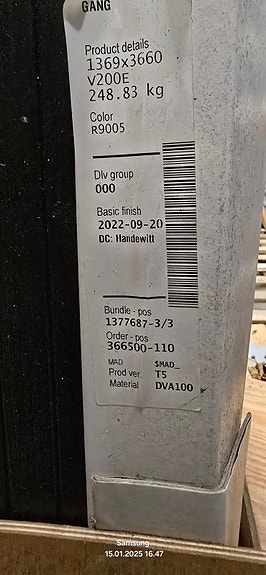 GANG
Product details
1369x3660
V200E
248.83 kg
Color
R9005
Dlv group
000
Basic finish
2022-09-20
DC: Handewitt
Bundle - pos
1377687-3/3
Order - pos
366500-110
MAD $MAD_
Prod ver. T5
Material DVA100
Samsung
15.01.2025 16.47